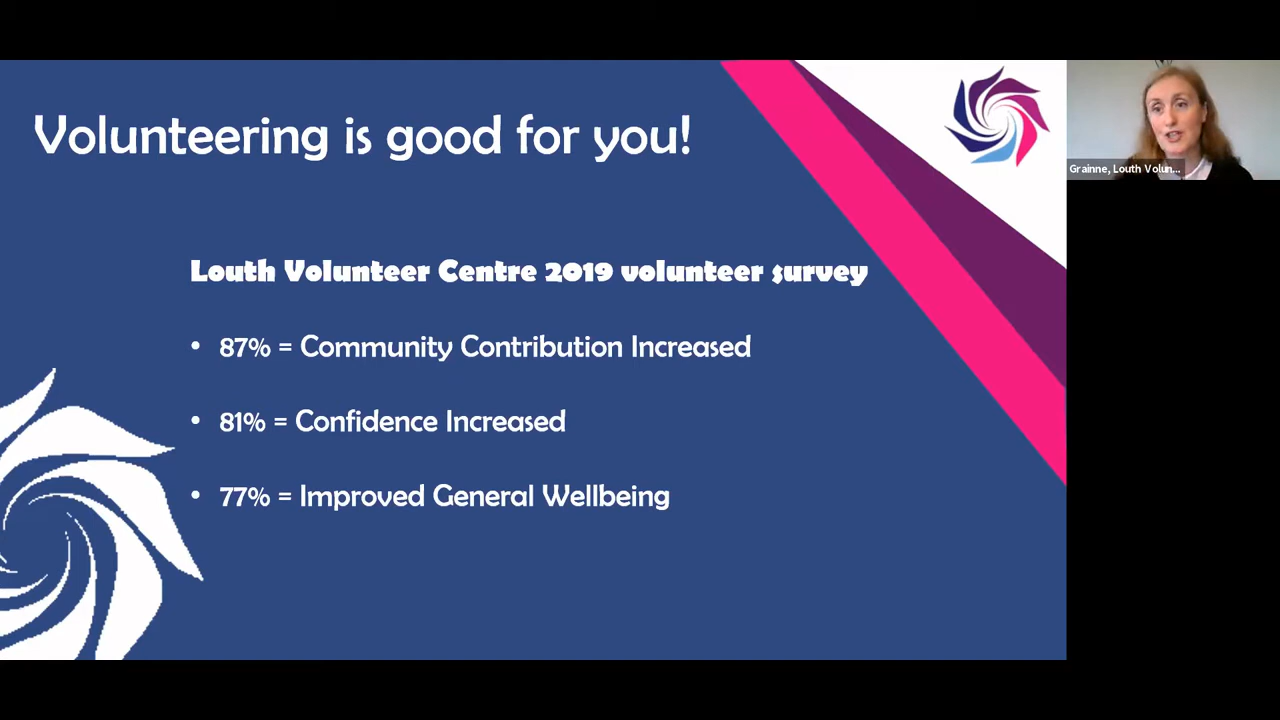 Volunteering is good for you!
Louth Volunteer Centre 2019 volunteer survey
• 87% = Community Contribution Increased
• 81% = Confidence Increased
• 77% = Improved General Wellbeing
Grainne, Louth Volun...